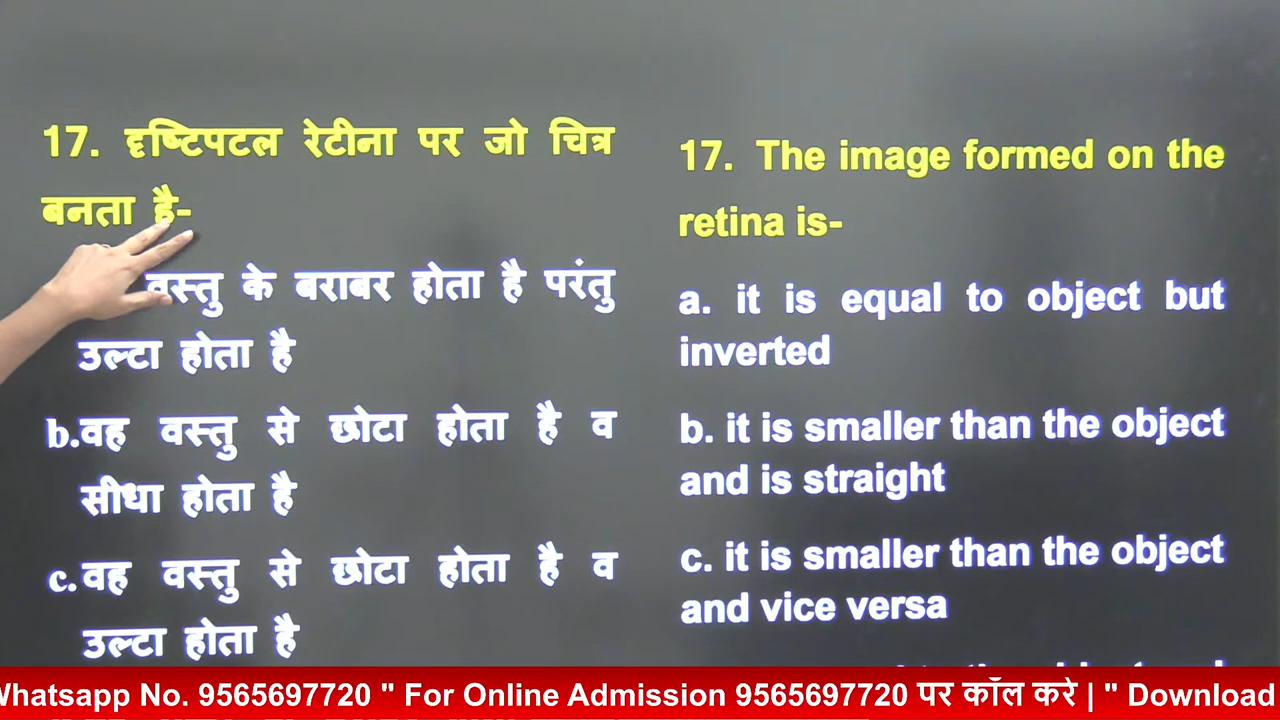 17. दृष्टिपटल रेटीना पर जो चित्र
बनता है-
वस्तु के बराबर होता है परंतु
उल्टा होता है
b.वह वस्तु से छोटा होता है व
सीधा होता है
c.वह वस्तु से छोटा होता है व
उल्टा होता है
17. The image formed on the
retina is-
a. it is equal to object but
inverted
b. it is smaller than the object
and is straight
c. it is smaller than the object
and vice versa
Whatsapp No. 9565697720 " For Online Admission 9565697720 पर कॉल करे | " Download